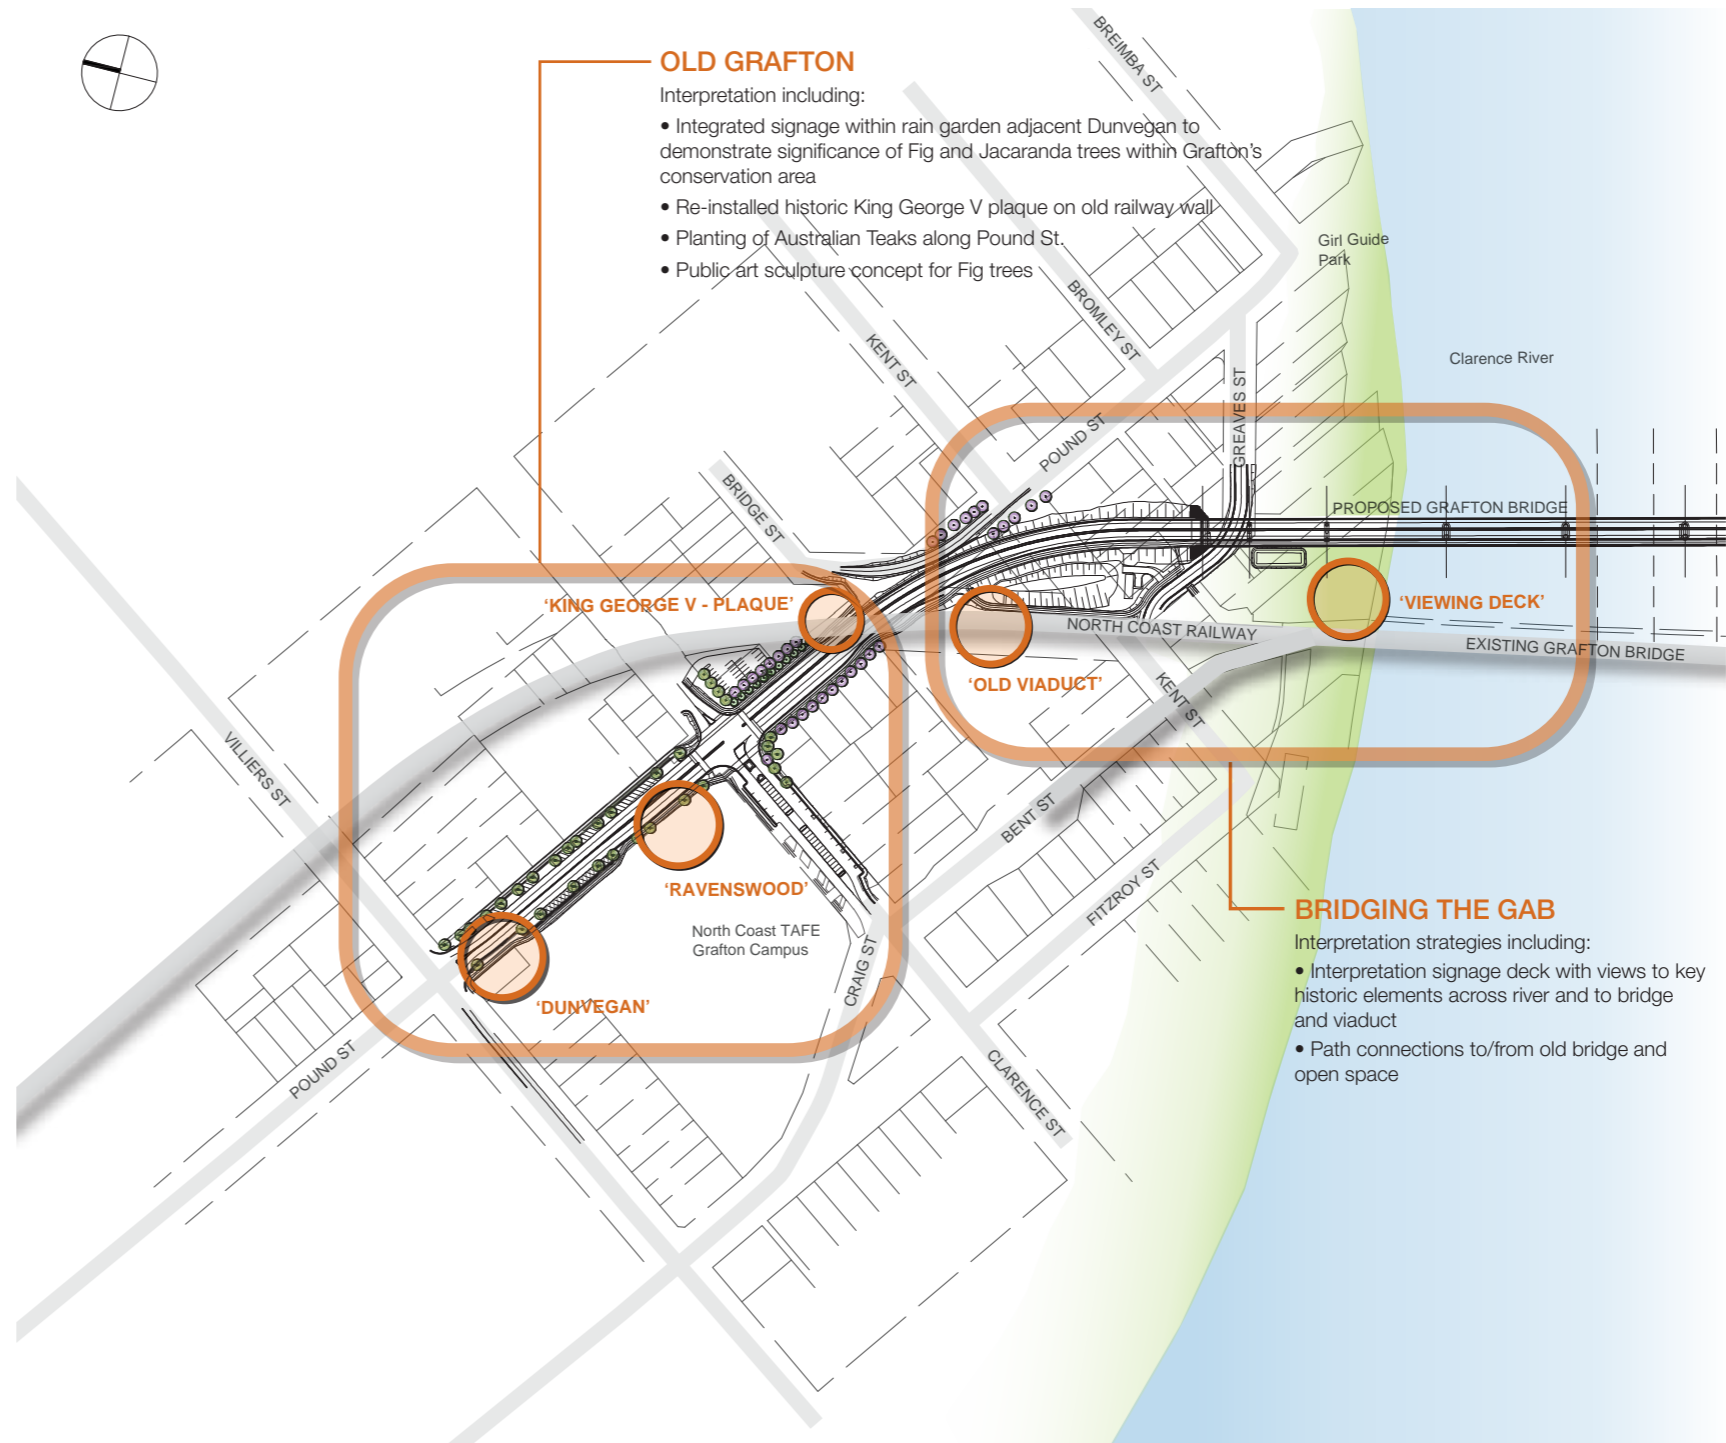 BREIMBA ST
OLD GRAFTON
Interpretation including:
• Integrated signage within rain garden adjacent Dunvegan to
demonstrate significance of Fig and Jacaranda trees within Grafton's
conservation area
• Re-installed historic King George V plaque on old railway wall
• Planting of Australian Teaks along Pound St.
• Public art sculpture concept for Fig trees
Girl Guide
Park
BROMLEY ST
KENT ST
Clarence River
GREAVES ST
POUND ST
BRIDGE ST
PROPOSED GRAFTON BRIDGE
'KING GEORGE V - PLAQUE'
'VIEWING DECK'
NORTH COAST RAILWAY
EXISTING GRAFTON BRIDGE
'OLD VIADUCT'
KENT ST
VILLIERS ST
BENT ST
'RAVENSWOOD'
FITZROY ST
North Coast TAFE
Grafton Campus
CRAIG ST
'DUNVEGAN'
POUND ST
CLARENCE ST
BRIDGING THE GAB
Interpretation strategies including:
• Interpretation signage deck with views to key
historic elements across river and to bridge
and viaduct
• Path connections to/from old bridge and
open space